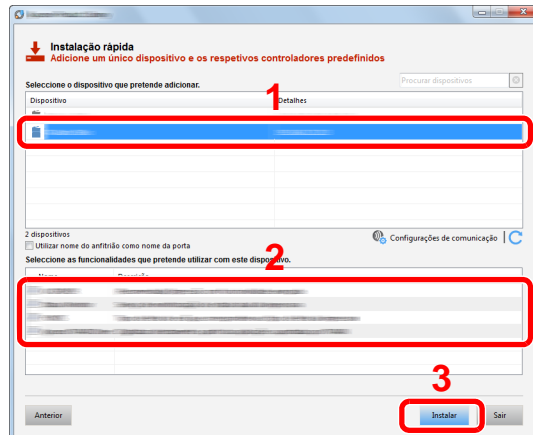 Instalação rápida
Adicione um único dispositivo e os respetivos controladores predefinidos
Seleccione o dispositivo que pretende adicionar.
Procurar dispositivos
1
Dispositivo
Detalhes
2 dispositivos
Configurações de comunicação
Utilizar nome do anfitrião como nome da porta
2
Seleccione as funcionalidades que pretende utilizar com este dispositivo.
Nome
Descrição
3
Anterior
Instalar
Sair